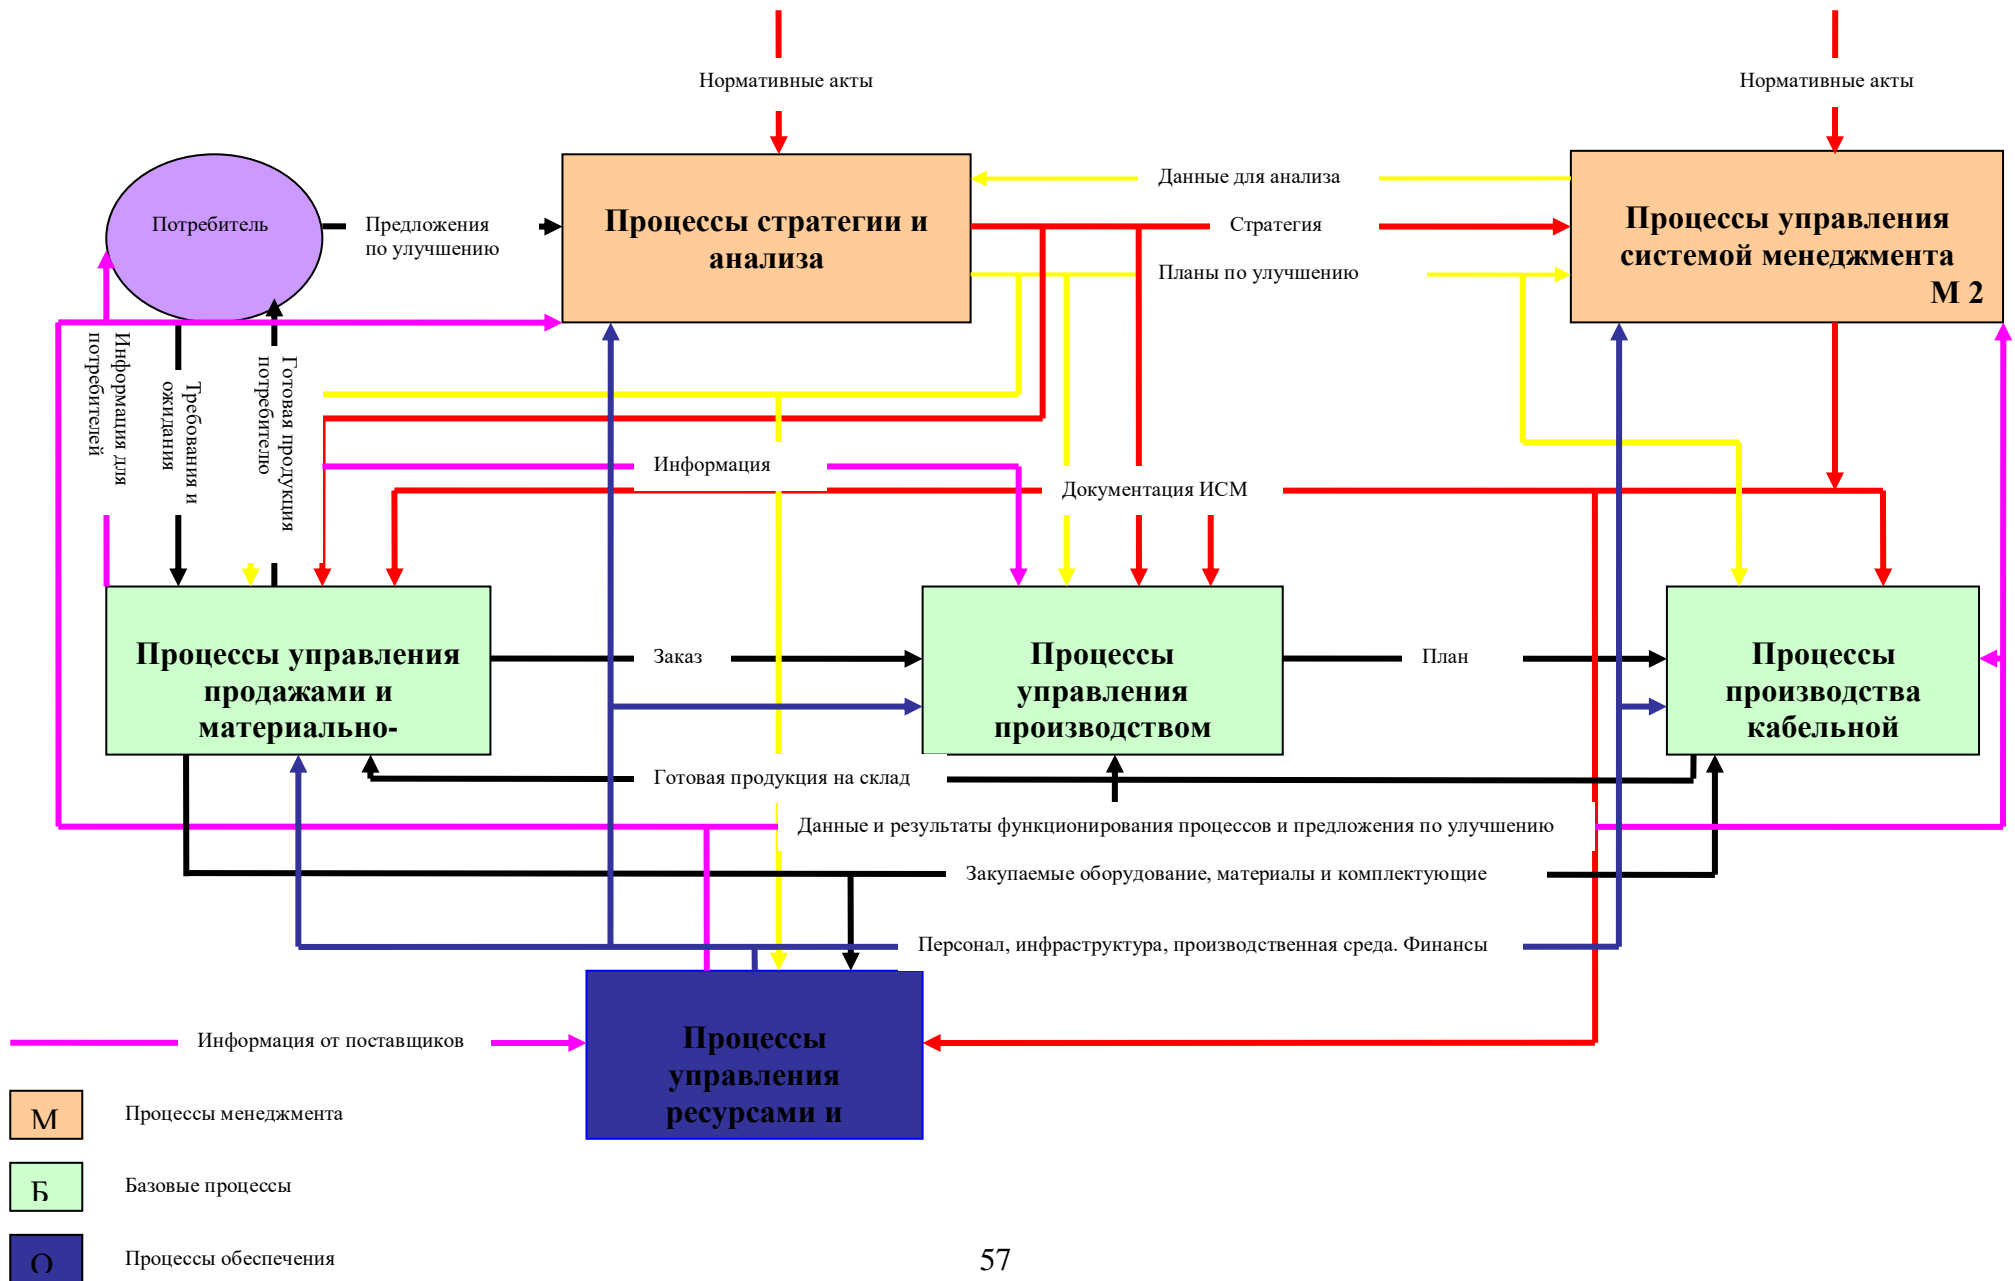 Нормативные акты
Нормативные акты
Потребитель
Предложения
по улучшению
Процессы стратегии и
анализа
Данные для анализа
Стратегия
Планы по улучшению
Процессы управления
системой менеджмента
М 2
Информация для
потребителей
Требования и
ожидания
Готовая продукция
потребителю
Информация
Документация ИСМ
Процессы управления
продажами и
материально-
Заказ
Процессы
управления
производством
План
Процессы
производства
кабельной
Готовая продукция на склад
Данные и результаты функционирования процессов и предложения по улучшению
Закупаемые оборудование, материалы и комплектующие
Персонал, инфраструктура, производственная среда. Финансы
Информация от поставщиков
Процессы
управления
ресурсами и
М
Процессы менеджмента
Б
Базовые процессы
О
Процессы обеспечения
57